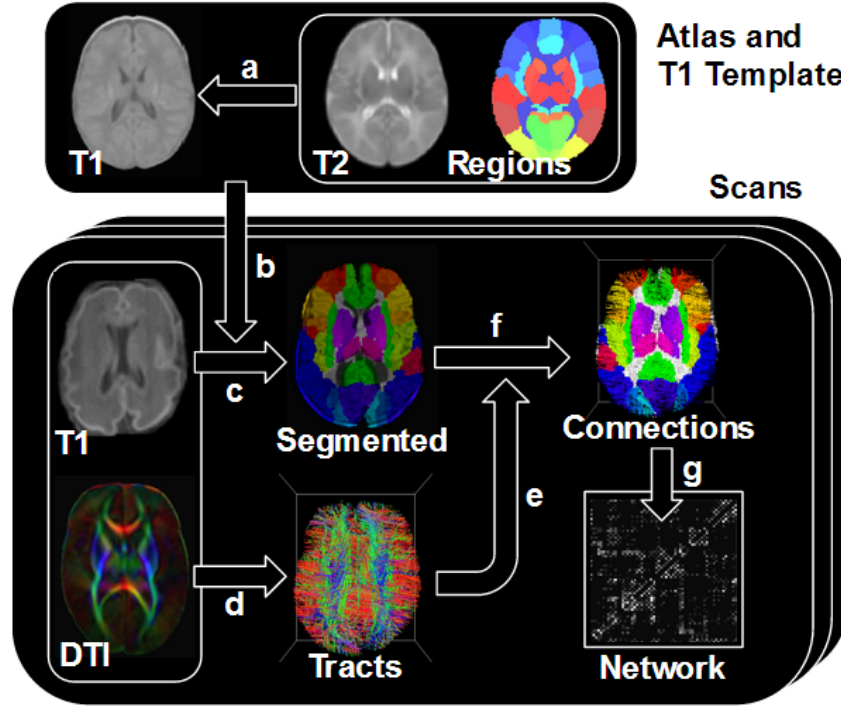 Atlas and
T1 Template
a
T1
T2
Regions
Scans
b
f
c
T1
Segmented
Connections
g
e
d
DTI
Tracts
Network